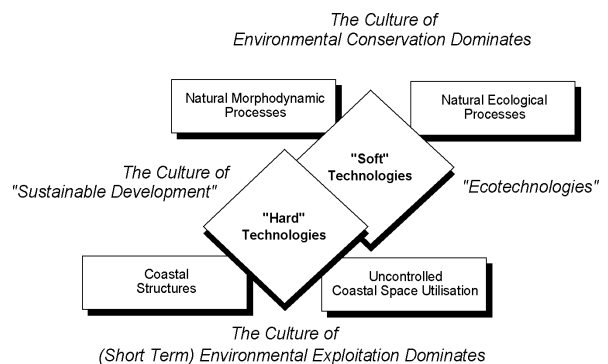 The Culture of
Environmental Conservation Dominates
Natural Morphodynamic
Processes
Natural Ecological
Processes
"Soft"
Technologies
The Culture of
"Sustainable Development"
"Ecotechnologies"
"Hard"
Technologies
Coastal
Structures
Uncontrolled
Coastal Space Utilisation
The Culture of
(Short Term) Environmental Exploitation Dominates